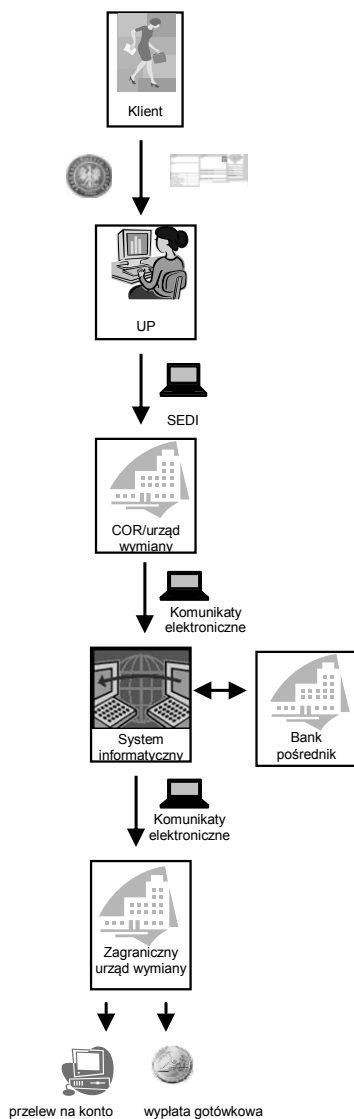 Klient
UP
SEDI
COR/urząd
wymiany
Komunikaty
elektroniczne
System
informatyczny
Bank
pośrednik
Komunikaty
elektroniczne
Zagraniczny
urząd wymiany
przelew na konto
wypłata gotówkowa